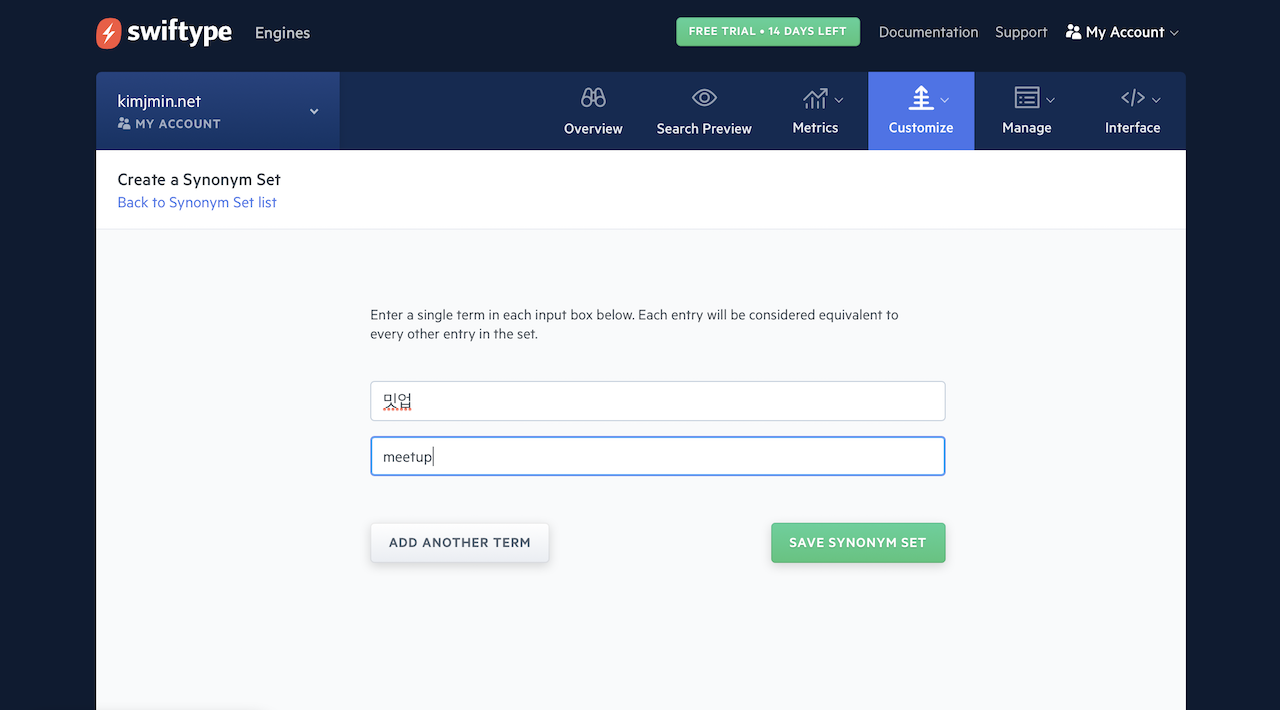 swiftype
Engines
FREE TRIAL • 14 DAYS LEFT
Documentation
Support
My Account
kimjmin.net
MY ACCOUNT
Overview
Search Preview
Metrics
Customize
Manage
Interface
Create a Synonym Set
Back to Synonym Set list
Enter a single term in each input box below. Each entry will be considered equivalent to
every other entry in the set.
밋업
meetup
ADD ANOTHER TERM
SAVE SYNONYM SET